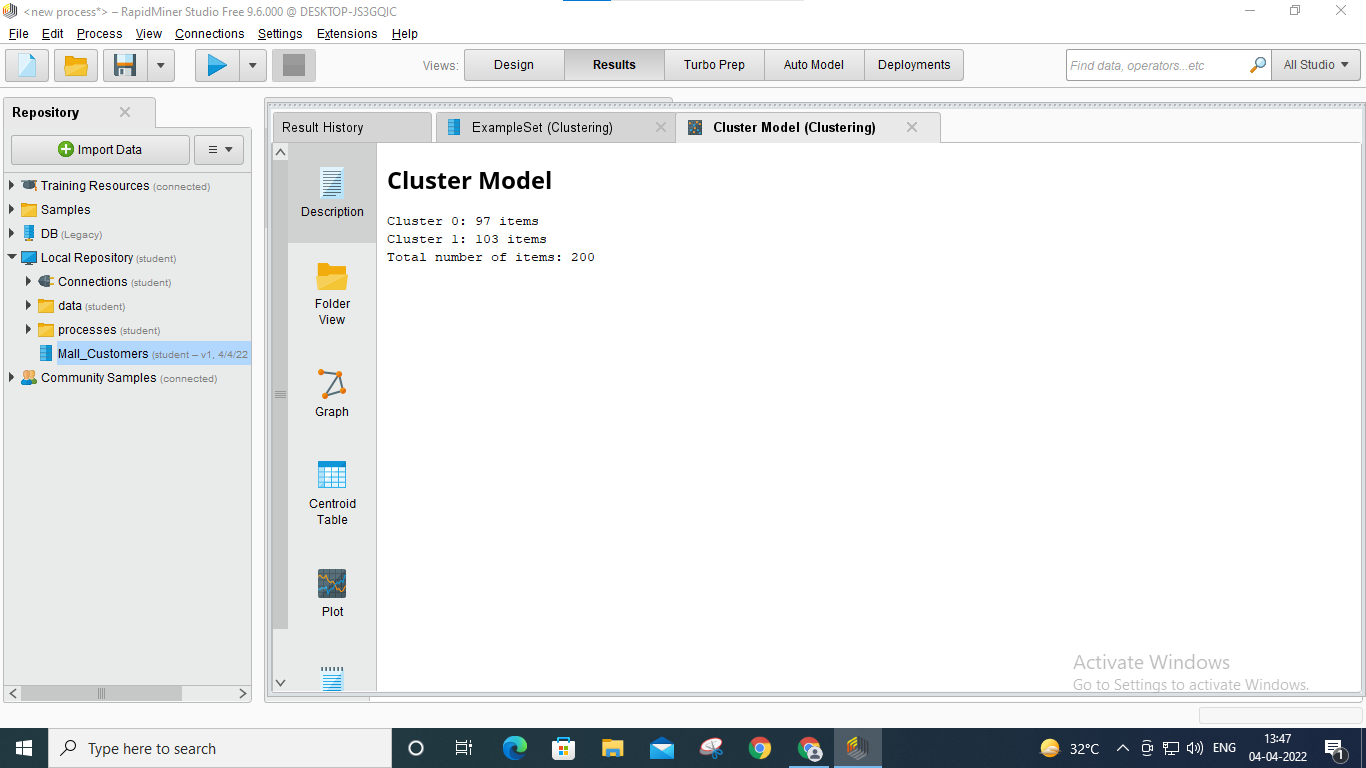 <new process*> – RapidMiner Studio Free 9.6.000 @ DESKTOP-JS3GQIC
File Edit Process View Connections Settings Extensions Help
Views: Design Results Turbo Prep Auto Model Deployments
Find data, operators...etc
All Studio
Repository
Import Data
Training Resources (connected)
Samples
DB (Legacy)
Local Repository (student)
Connections (student)
data (student)
processes (student)
Mall_Customers (student – v1, 4/4/22
Community Samples (connected)
Result History
ExampleSet (Clustering)
Cluster Model (Clustering)
Description
Folder
View
Graph
Centroid
Table
Plot
Cluster Model
Cluster 0: 97 items
Cluster 1: 103 items
Total number of items: 200
Activate Windows
Go to Settings to activate Windows.
Type here to search
32°C
ENG
13:47
04-04-2022
1